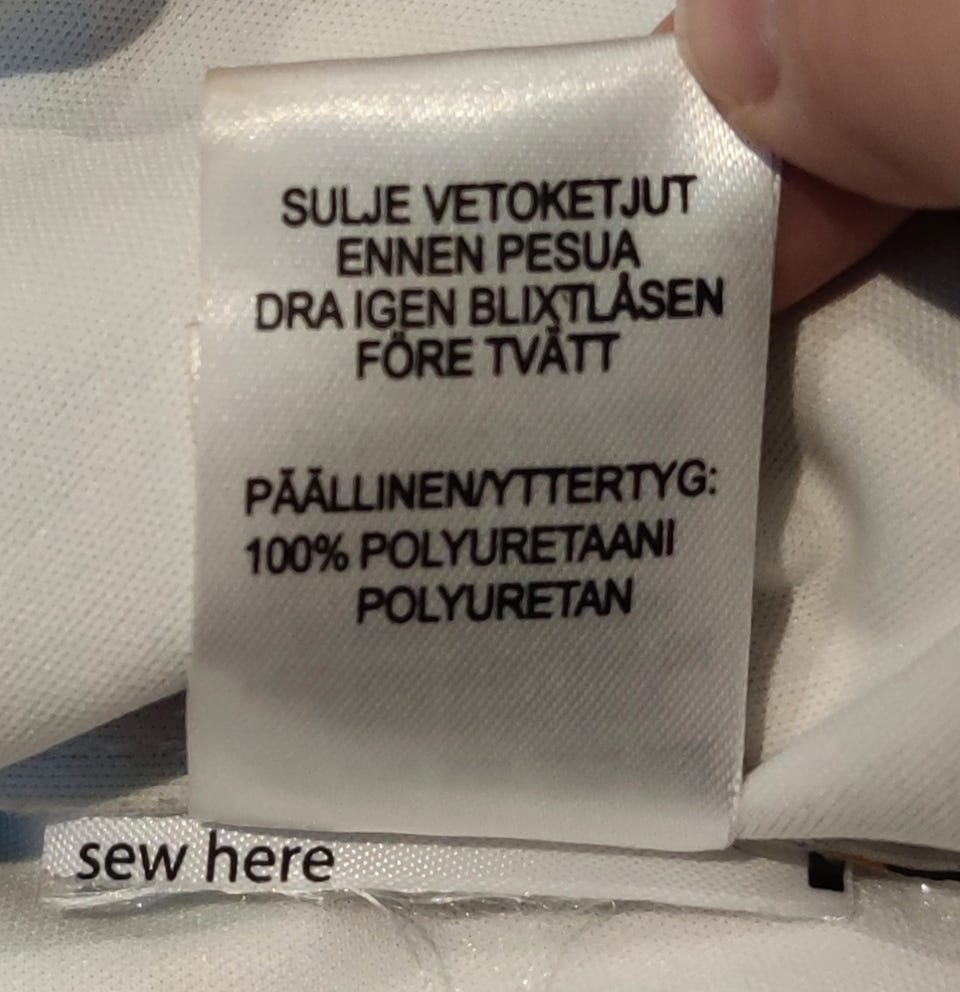 SULJE VETOKETJUT
ENNEN PESUA
DRA IGEN BLIXTLÅSEN
FÖRE TVÄTT
PÄÄLLINEN/YTTERTYG:
100% POLYURETAANI
POLYURETAN
sew here